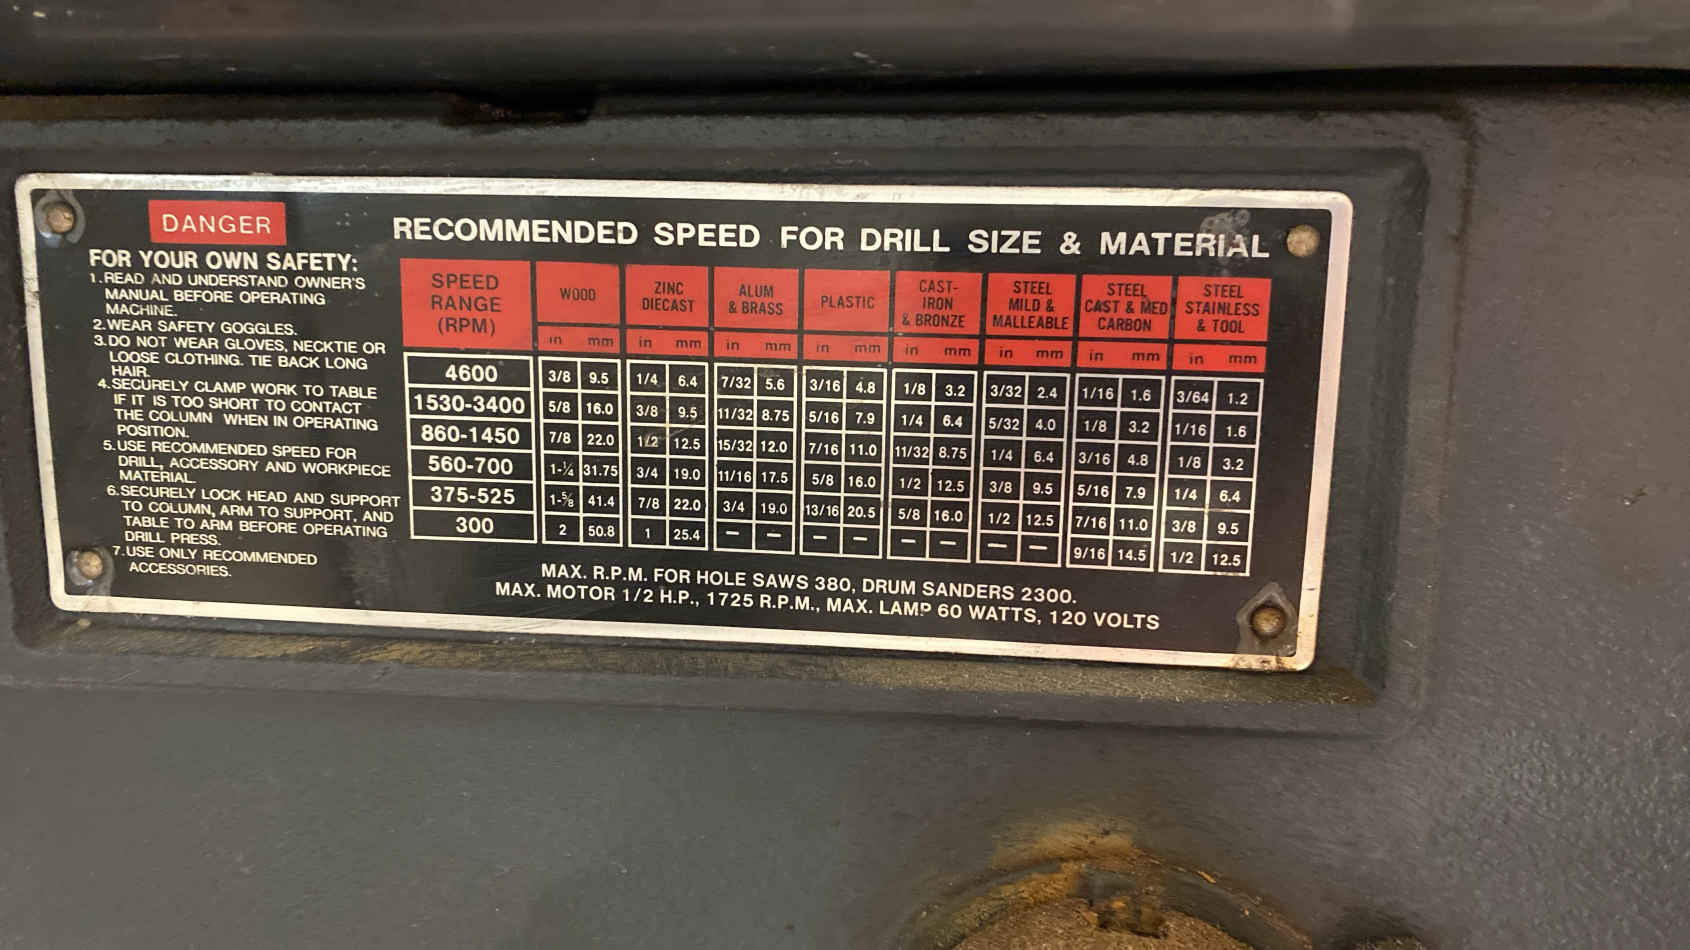 DANGER
FOR YOUR OWN SAFETY:
1.READ AND UNDERSTAND OWNER'S
MANUAL BEFORE OPERATING
MACHINE.
2.WEAR SAFETY GOGGLES.
3.DO NOT WEAR GLOVES, NECKTIE OR
LOOSE CLOTHING. TIE BACK LONG
HAIR.
4.SECURELY CLAMP WORK TO TABLE
IF IT IS TOO SHORT TO CONTACT
THE COLUMN WHEN IN OPERATING
POSITION.
5.USE RECOMMENDED SPEED FOR
DRILL, ACCESSORY AND WORKPIECE
MATERIAL.
6.SECURELY LOCK HEAD AND SUPPORT
TO COLUMN, ARM TO SUPPORT, AND
TABLE TO ARM BEFORE OPERATING
DRILL PRESS.
7.USE ONLY RECOMMENDED
ACCESSORIES.
RECOMMENDED SPEED FOR DRILL SIZE & MATERIAL
SPEED RANGE (RPM) WOOD ZINC DIECAST ALUM & BRASS PLASTIC CAST-IRON & BRONZE STEEL MILD & MALLEABLE STEEL CAST & MED CARBON STEEL STAINLESS & TOOL
in mm in mm in mm in mm in mm in mm in mm in mm
4600 3/8 9.5 1/4 6.4 7/32 5.6 3/16 4.8 1/8 3.2 3/32 2.4 1/16 1.6 3/64 1.2
1530-3400 5/8 16.0 3/8 9.5 11/32 8.75 5/16 7.9 1/4 6.4 5/32 4.0 1/8 3.2 1/16 1.6
860-1450 7/8 22.0 1/2 12.5 15/32 12.0 7/16 11.0 11/32 8.75 1/4 6.4 3/16 4.8 1/8 3.2
560-700 1-1/4 31.75 3/4 19.0 11/16 17.5 5/8 16.0 1/2 12.5 3/8 9.5 5/16 7.9 1/4 6.4
375-525 1-5/8 41.4 7/8 22.0 3/4 19.0 13/16 20.5 5/8 16.0 1/2 12.5 7/16 11.0 3/8 9.5
300 2 50.8 1 25.4 — — — — — — — — 9/16 14.5 1/2 12.5
MAX. R.P.M. FOR HOLE SAWS 380, DRUM SANDERS 2300.
MAX. MOTOR 1/2 H.P., 1725 R.P.M., MAX. LAMP 60 WATTS, 120 VOLTS